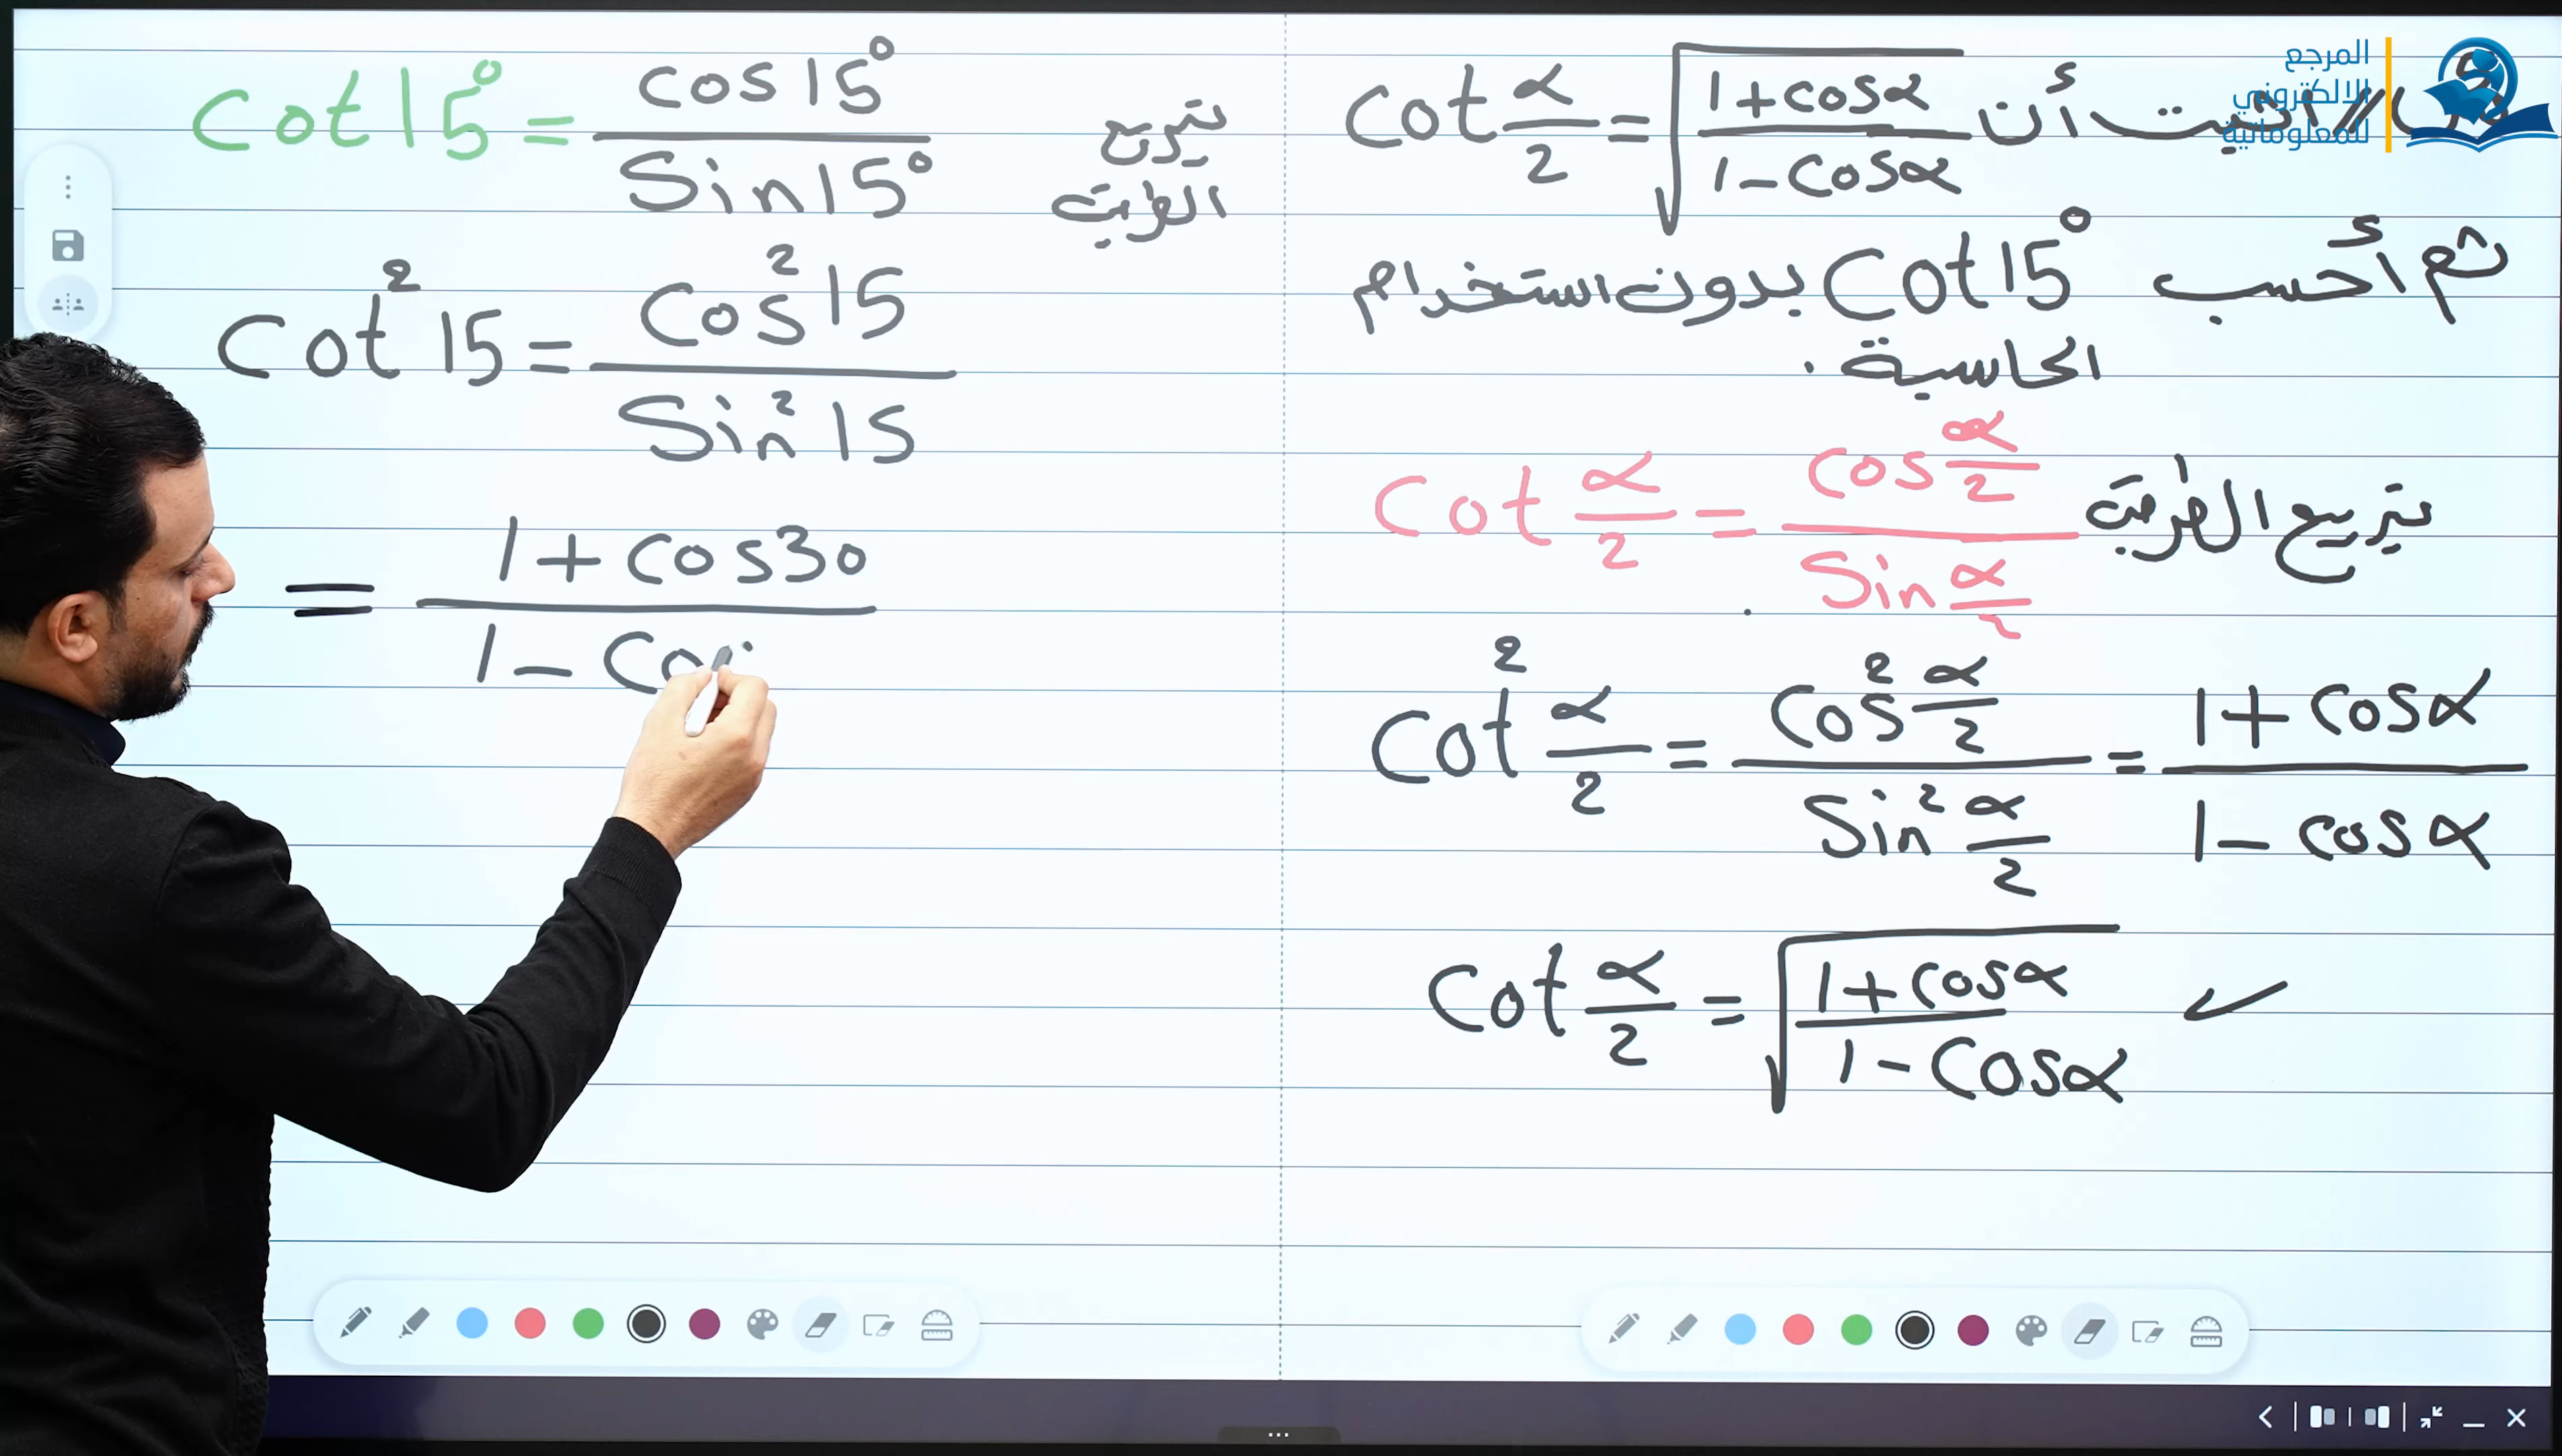 المرجع
الالكتروني
للمعلوماتية
اثبت أن Cot α/2 = √((1+cosα)/(1-Cosα))
ثم أحسب Cot15° بدون استخدام
الحاسبة .
Cot α/2 = (cos α/2)/(Sin α/2) بتربيع الطرفين
Cot² α/2 = (Cos² α/2)/(Sin² α/2) = (1+cosα)/(1-cosα)
Cot α/2 = √((1+cosα)/(1-Cosα)) ✓
Cot15° = cos15°/Sin15° بتربيع
الطرفين
Cot²15 = Cos²15/Sin²15
= (1+cos30)/(1-Co